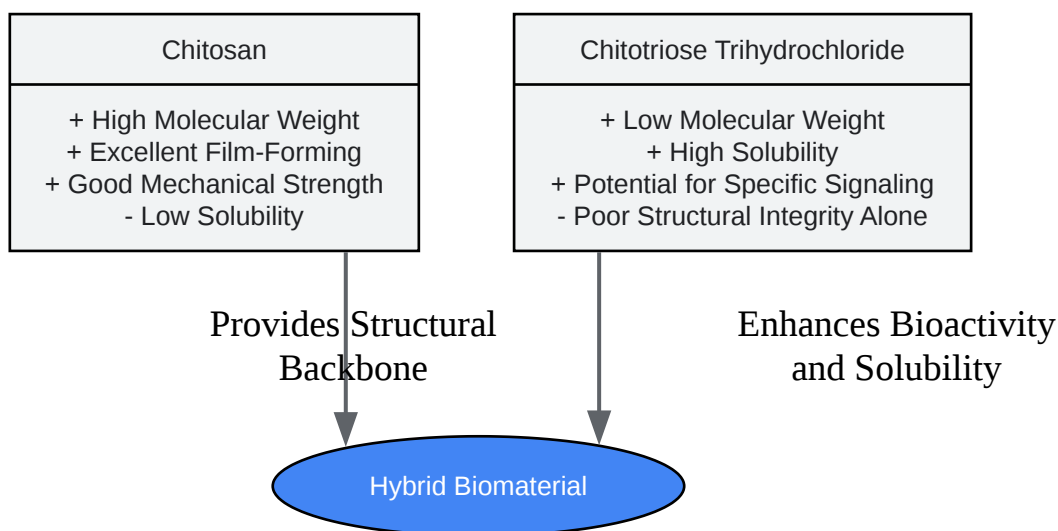 Chitosan
+ High Molecular Weight
+ Excellent Film-Forming
+ Good Mechanical Strength
- Low Solubility
Chitotriose Trihydrochloride
+ Low Molecular Weight
+ High Solubility
+ Potential for Specific Signaling
- Poor Structural Integrity Alone
Provides Structural
Backbone
Enhances Bioactivity
and Solubility
Hybrid Biomaterial